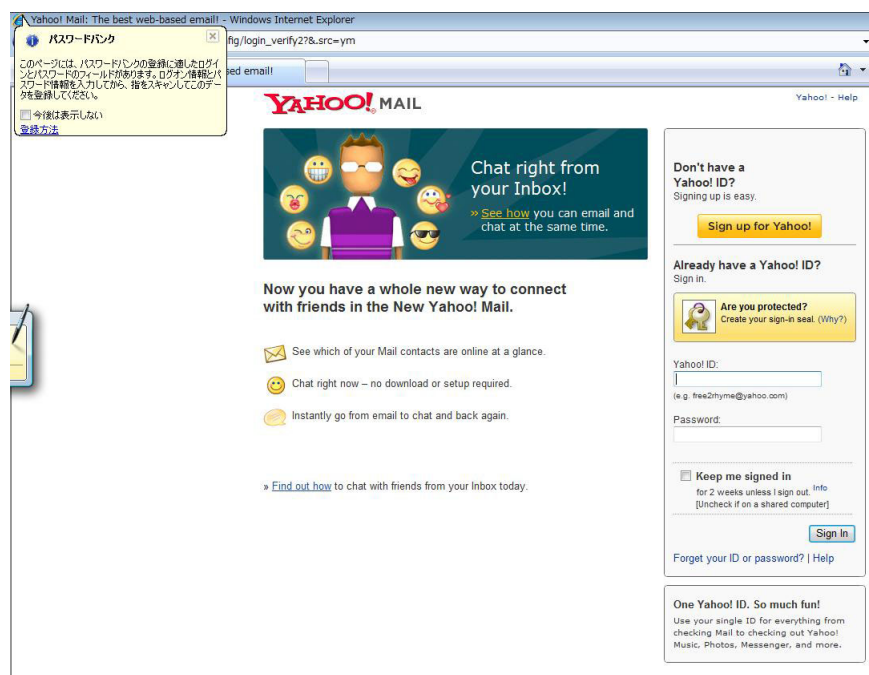 Yahoo! Mail: The best web-based email! - Windows Internet Explorer
パスワードバンク
fig/login_verify2?&.src=ym
このページには、パスワードバンクの登録に適したログイ
ンとパスワードのフィールドがあります。ログオン情報とパ
スワード情報を入力してから、指をスキャンしてこのデー
タを登録してください。
今後は表示しない
登録方法
sed email!
YAHOO! MAIL
Yahoo! - Help
Chat right from
your Inbox!
» See how you can email and
chat at the same time.
Now you have a whole new way to connect
with friends in the New Yahoo! Mail.
See which of your Mail contacts are online at a glance.
Chat right now – no download or setup required.
Instantly go from email to chat and back again.
» Find out how to chat with friends from your Inbox today.
Don't have a
Yahoo! ID?
Signing up is easy.
Sign up for Yahoo!
Already have a Yahoo! ID?
Sign in.
Are you protected?
Create your sign-in seal. (Why?)
Yahoo! ID:
(e.g. free2rhyme@yahoo.com)
Password:
Keep me signed in
for 2 weeks unless I sign out. Info
[Uncheck if on a shared computer]
Sign In
Forget your ID or password? | Help
One Yahoo! ID. So much fun!
Use your single ID for everything from
checking Mail to checking out Yahoo!
Music, Photos, Messenger, and more.